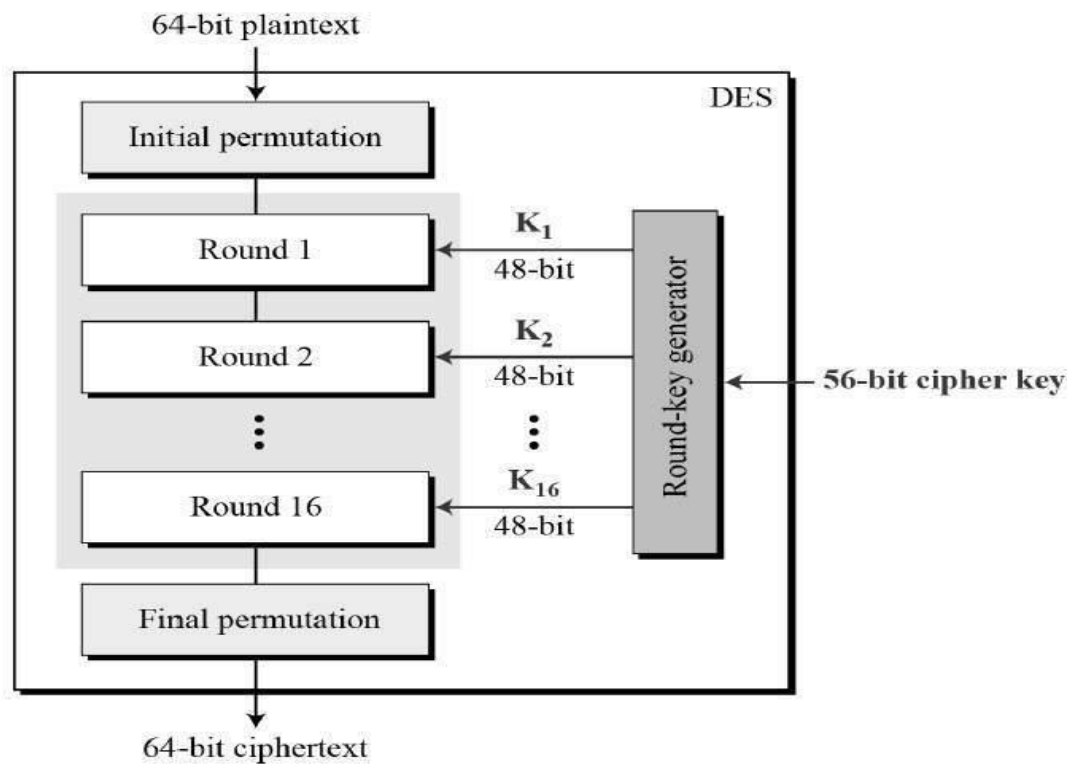 64-bit plaintext
DES
Initial permutation
Round 1
K₁
48-bit
Round 2
K₂
48-bit
Round-key generator
56-bit cipher key
Round 16
K₁₆
48-bit
Final permutation
64-bit ciphertext